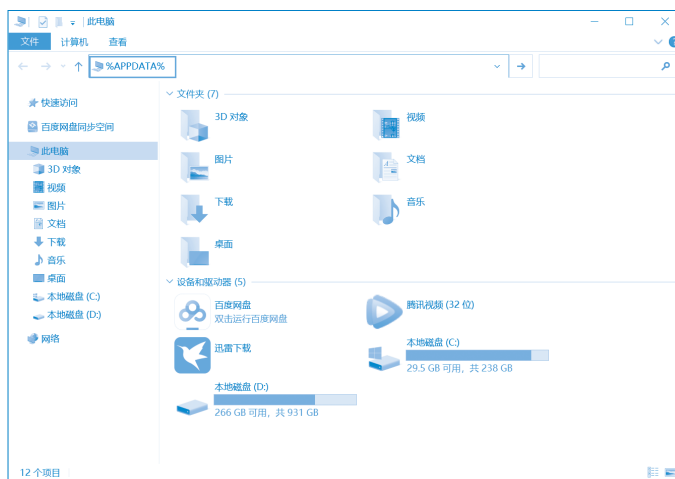 此电脑
文件 计算机 查看
%APPDATA%
快速访问
百度网盘同步空间
此电脑
3D 对象
视频
图片
文档
下载
音乐
桌面
本地磁盘 (C:)
本地磁盘 (D:)
网络
文件夹 (7)
3D 对象
视频
图片
文档
下载
音乐
桌面
设备和驱动器 (5)
百度网盘
双击运行百度网盘
腾讯视频 (32 位)
迅雷下载
本地磁盘 (C:)
29.5 GB 可用，共 238 GB
本地磁盘 (D:)
266 GB 可用，共 931 GB
12 个项目